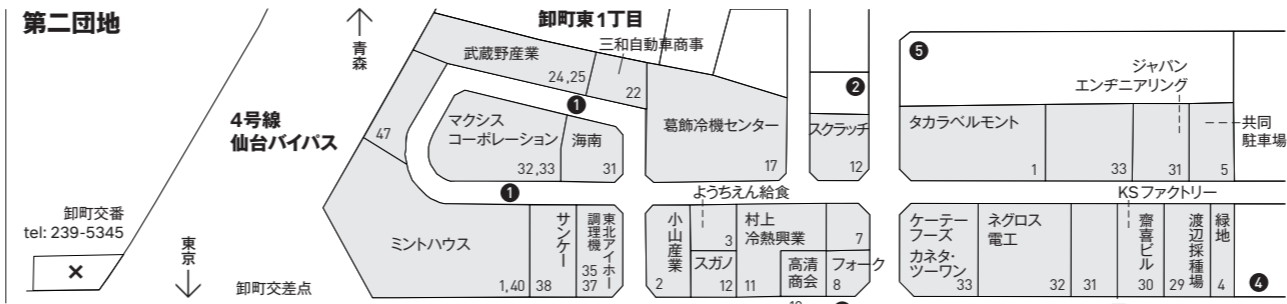 第二団地
青森
4号線
仙台バイパス
卸町交番
tel: 239-5345
東京
卸町交差点
卸町東1丁目
武蔵野産業
24,25
三和自動車商事
22
47
1
マクシス
コーポレーション
32,33
海南
31
葛飾冷機センター
17
2
スクラッチ
12
5
ジャパン
エンヂニアリング
タカラベルモント
1
33
31
5
共同
駐車場
1
ミントハウス
1,40
サンケー
38
東北アイホー
調理機
35
37
ようちえん給食
小山産業
2
3
スガノ
12
村上
冷熱興業
11
高清
商会
7
フォーク
8
KSファクトリー
ケーテー
フーズ
カネタ・
ツーワン
33
ネグロス
電工
32
31
齋喜ビル
30
渡辺採種場
29
緑地
4
4